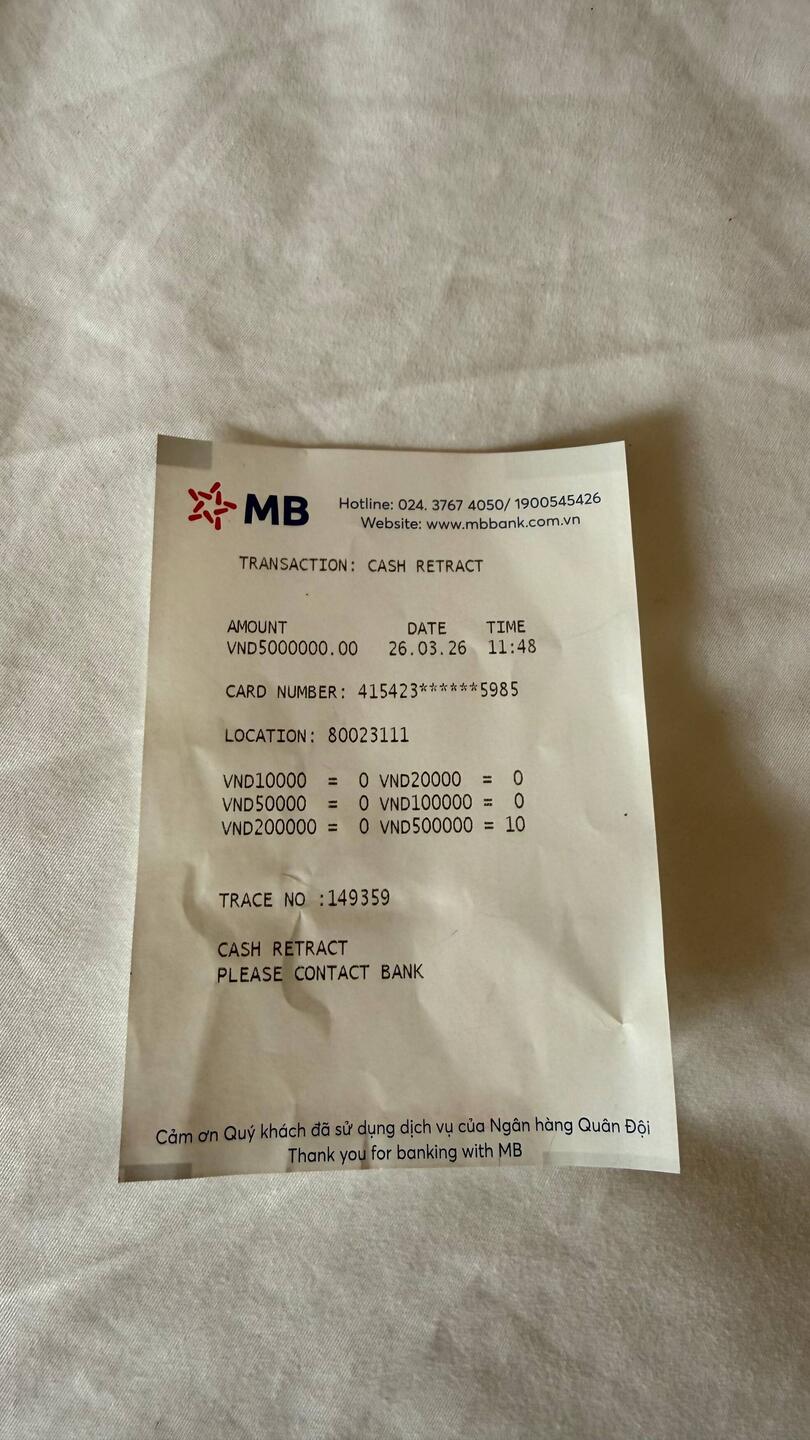 MB
Hotline: 024. 3767 4050/ 1900545426
Website: www.mbbank.com.vn
TRANSACTION: CASH RETRACT
AMOUNT DATE TIME
VND5000000.00 26.03.26 11:48
CARD NUMBER: 415423******5985
LOCATION: 80023111
VND10000 = 0 VND20000 = 0
VND50000 = 0 VND100000 = 0
VND200000 = 0 VND500000 = 10
TRACE NO :149359
CASH RETRACT
PLEASE CONTACT BANK
Cảm ơn Quý khách đã sử dụng dịch vụ của Ngân hàng Quân Đội
Thank you for banking with MB